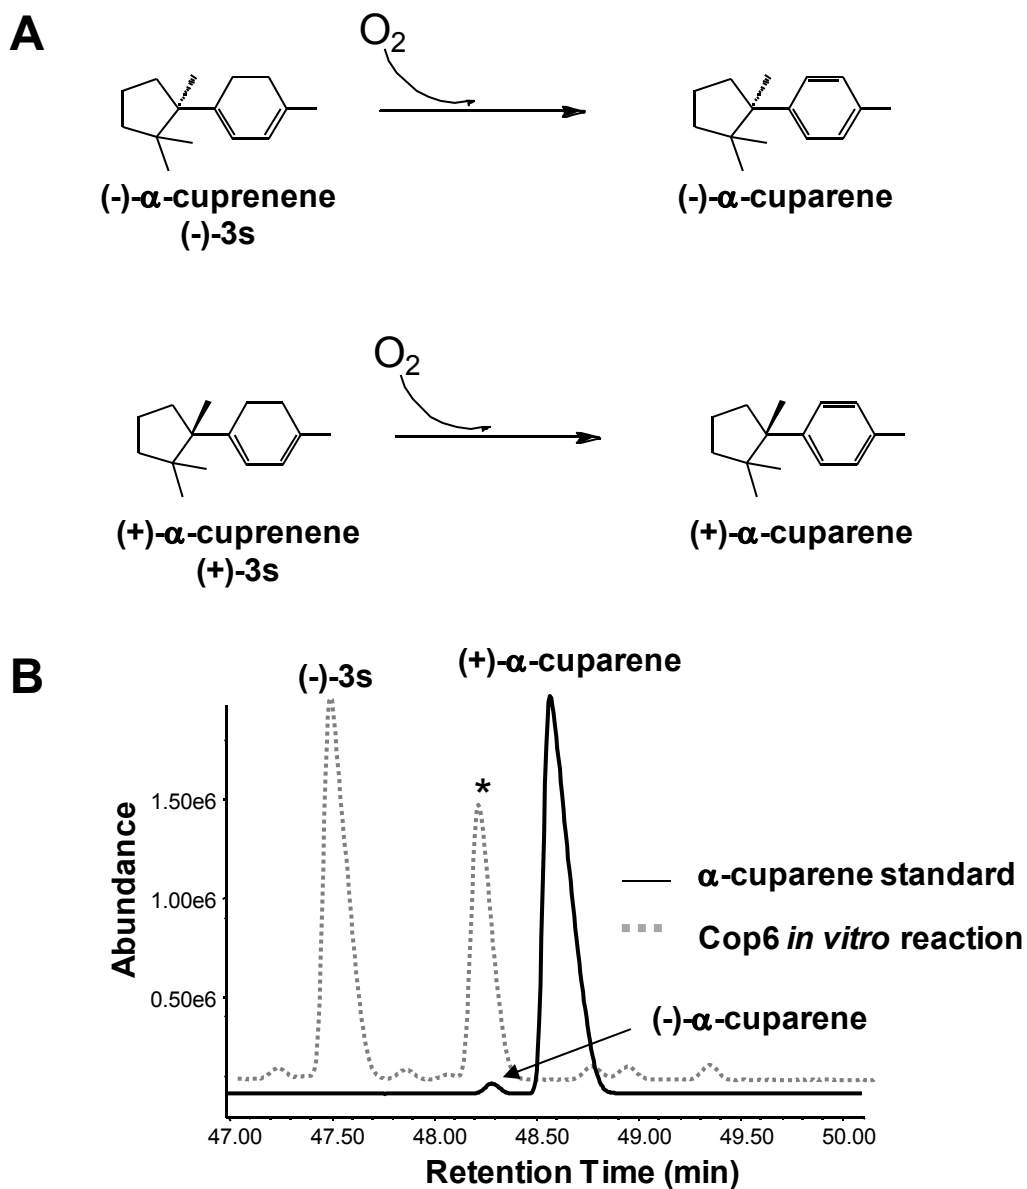 A
O2
(-)-α-cuprenene
(-)-3s
(-)-α-cuparene
O2
(+)-α-cuprenene
(+)-3s
(+)-α-cuparene
B
(-)-3s
(+)-α-cuparene
*
Abundance
1.50e6
1.00e6
0.50e6
α-cuparene standard
Cop6 in vitro reaction
(-)-α-cuparene
47.00 47.50 48.00 48.50 49.00 49.50 50.00
Retention Time (min)